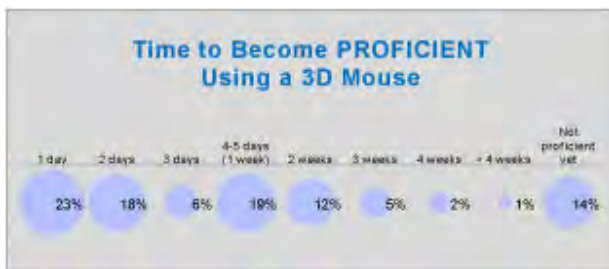 Time to Become PROFICIENT
Using a 3D Mouse
Not
4-5 days proficient
1 day 2 days 3 days (1 week) 2 weeks 3 weeks 4 weeks 4 weeks yet
23% 18% 6% 19% 12% 5% 2% 1% 14%